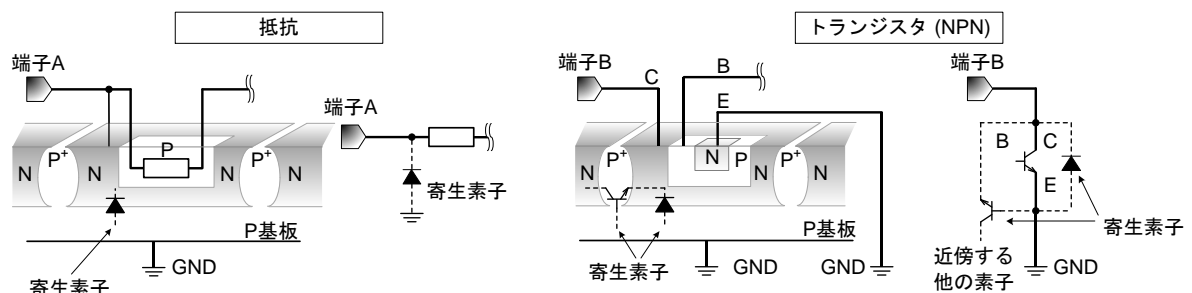 抵抗
端子A
P
N
P+
N
N
P+
N
P基板
GND
寄生素子
端子A
寄生素子
トランジスタ (NPN)
端子B
C
B
E
N
P+
N
N
P
N
P+
N
P基板
寄生素子
GND
GND
端子B
B
C
E
寄生素子
近傍する
他の素子
GND